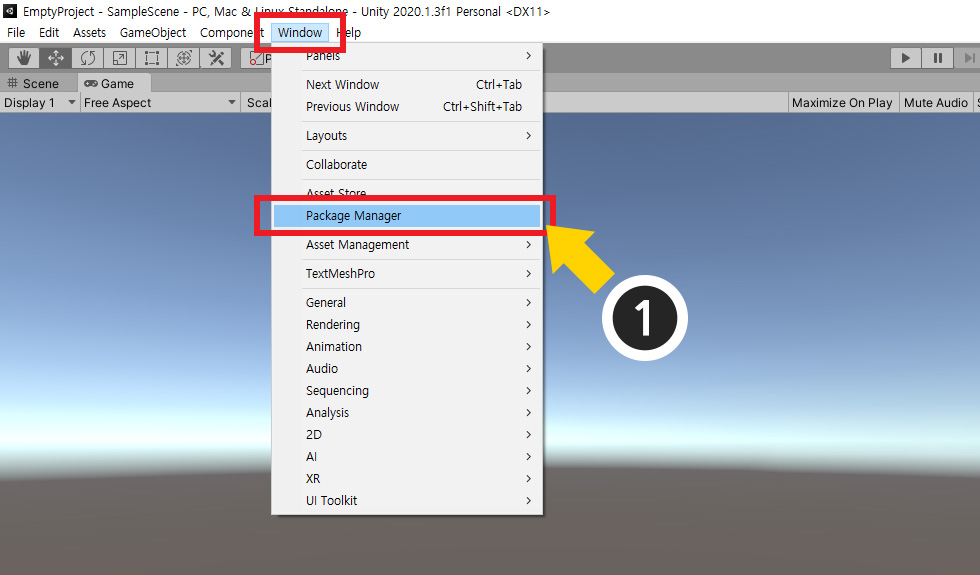 EmptyProject - SampleScene - PC, Mac & Linux Standalone - Unity 2020.1.3f1 Personal <DX11>
File Edit Assets GameObject Component Window Help
Scene Game
Display 1 Free Aspect Scal Maximize On Play Mute Audio S
Panels
Next Window Ctrl+Tab
Previous Window Ctrl+Shift+Tab
Layouts
Collaborate
Asset Store
Package Manager
Asset Management
TextMeshPro
General
Rendering
Animation
Audio
Sequencing
Analysis
2D
AI
XR
UI Toolkit
1